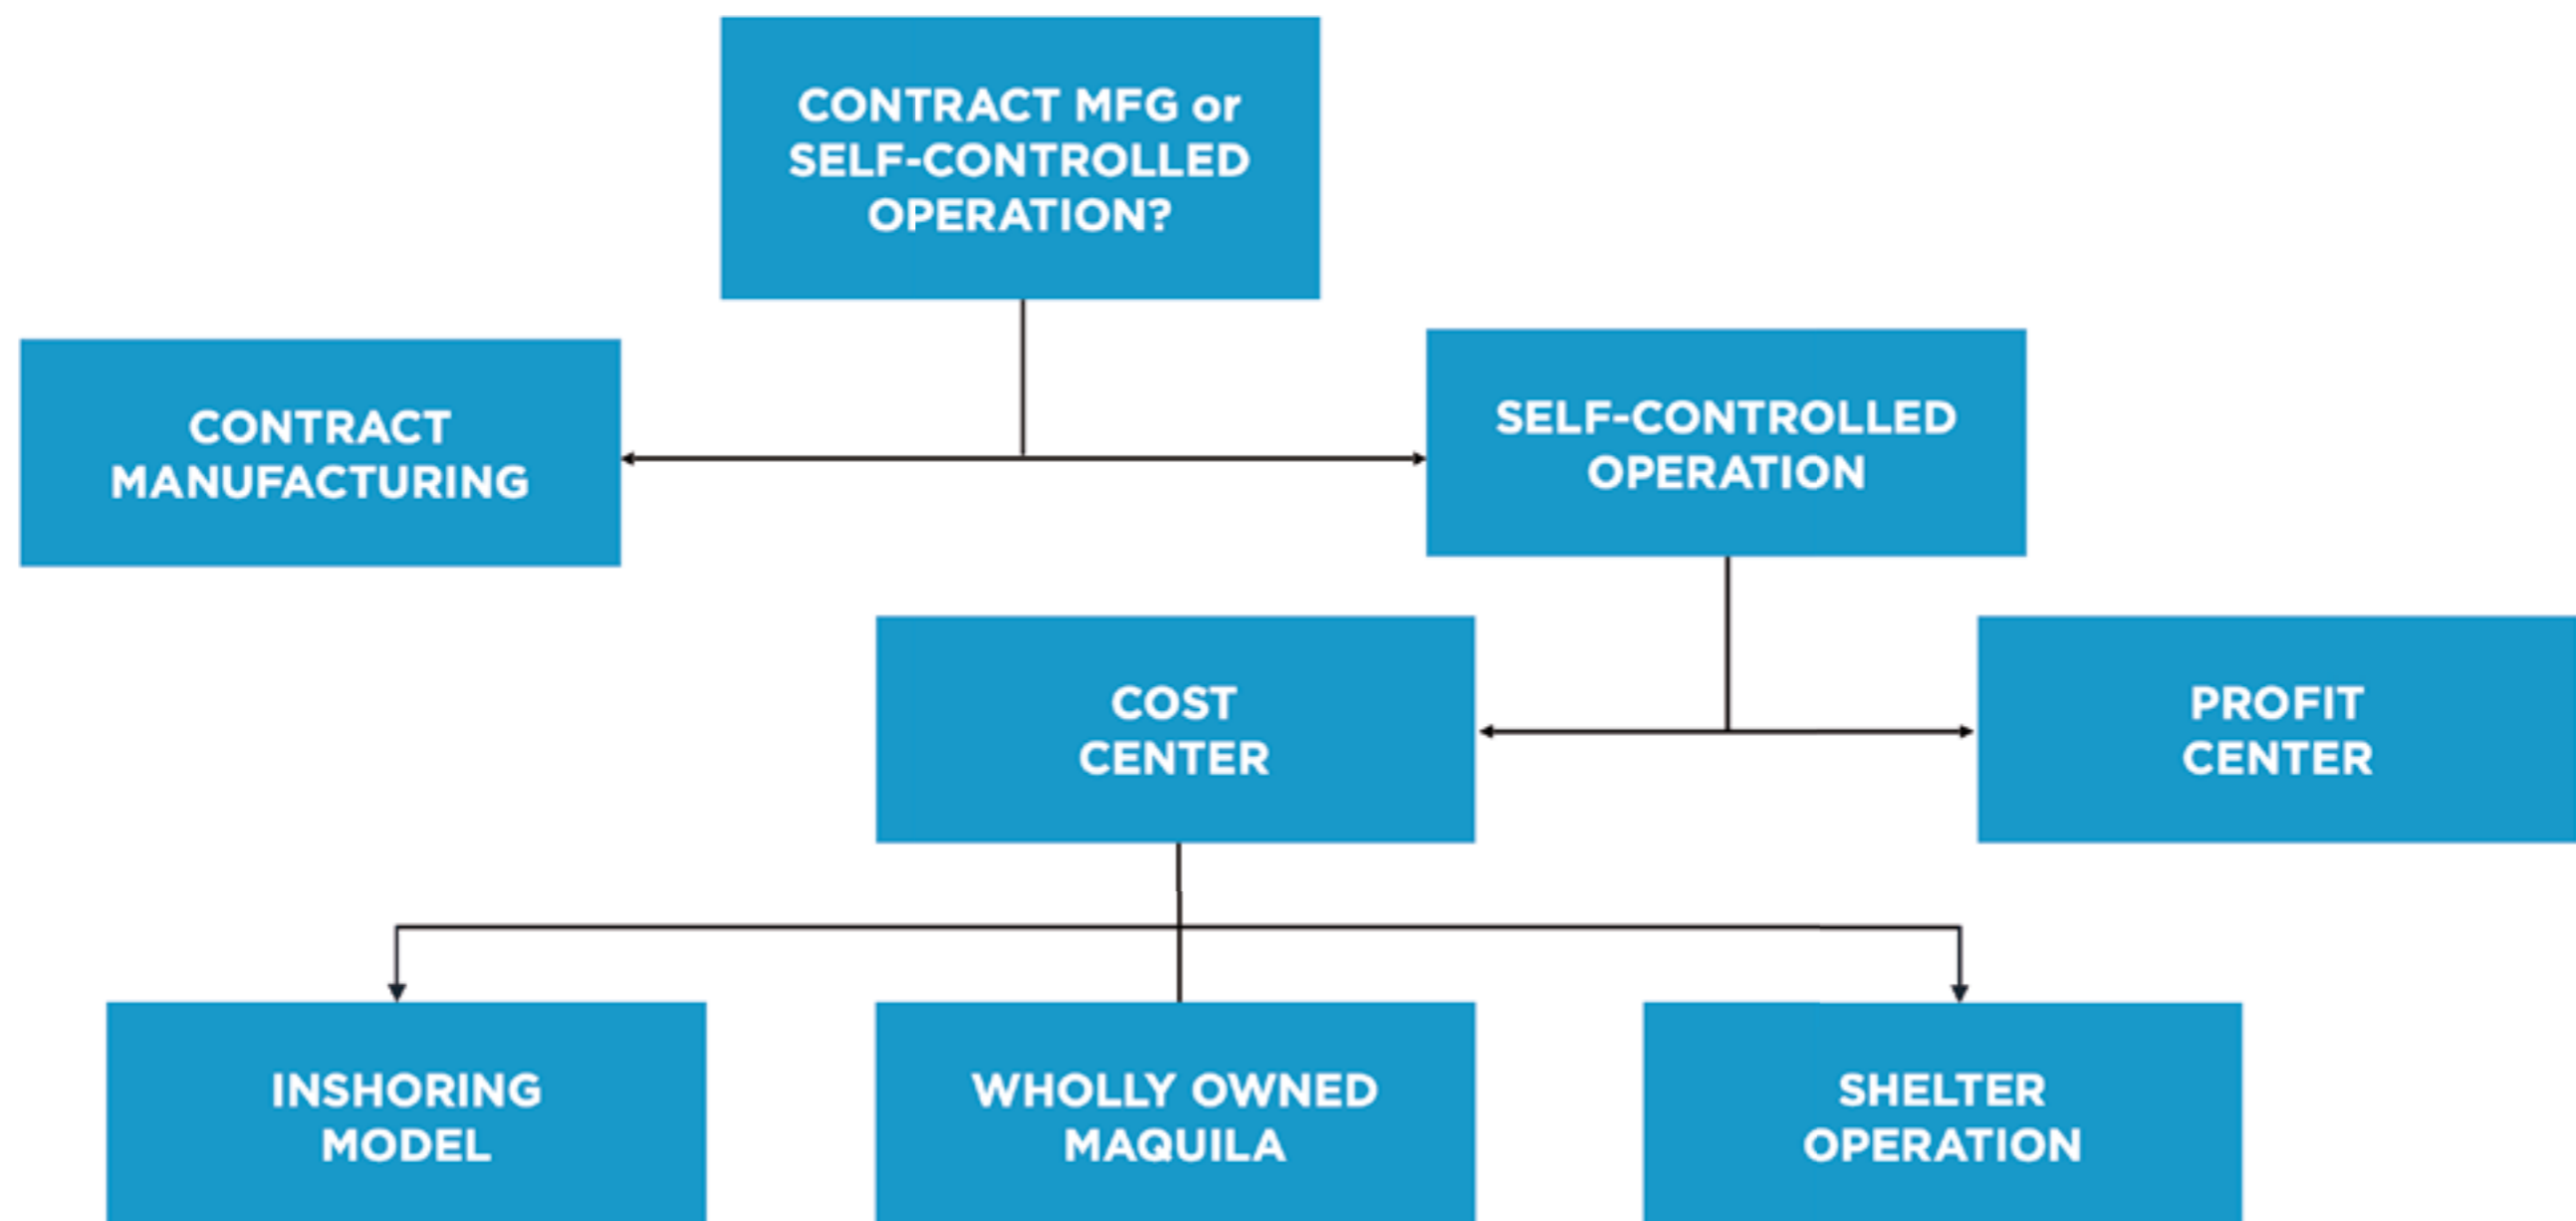 CONTRACT MFG or
SELF-CONTROLLED
OPERATION?
CONTRACT
MANUFACTURING
SELF-CONTROLLED
OPERATION
COST
CENTER
PROFIT
CENTER
INSHORING
MODEL
WHOLLY OWNED
MAQUILA
SHELTER
OPERATION